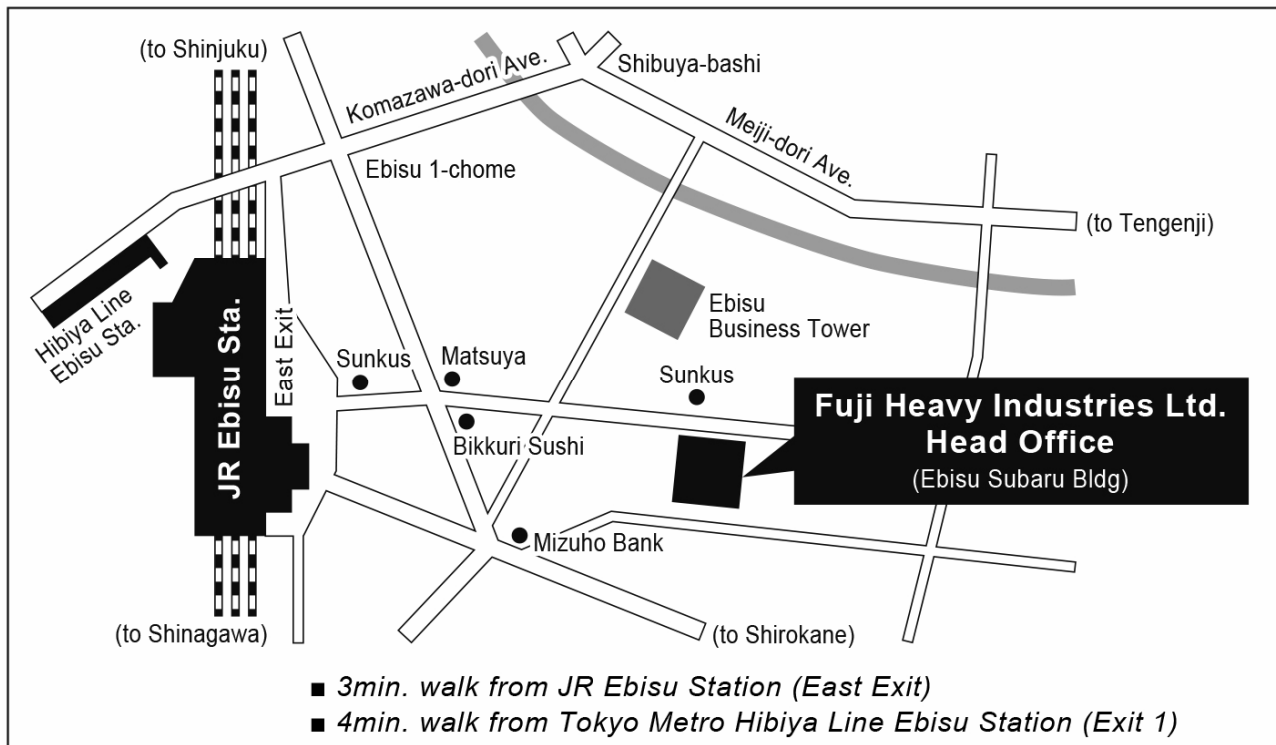 (to Shinjuku)
Komazawa-dori Ave.
Shibuya-bashi
Meiji-dori Ave.
Ebisu 1-chome
(to Tengenji)
Hibiya Line
Ebisu Sta.
JR Ebisu Sta.
East Exit
Ebisu
Business Tower
Sunkus
Matsuya
Sunkus
Fuji Heavy Industries Ltd.
Head Office
(Ebisu Subaru Bldg)
Bikkuri Sushi
Mizuho Bank
(to Shinagawa)
(to Shirokane)
■ 3min. walk from JR Ebisu Station (East Exit)
■ 4min. walk from Tokyo Metro Hibiya Line Ebisu Station (Exit 1)